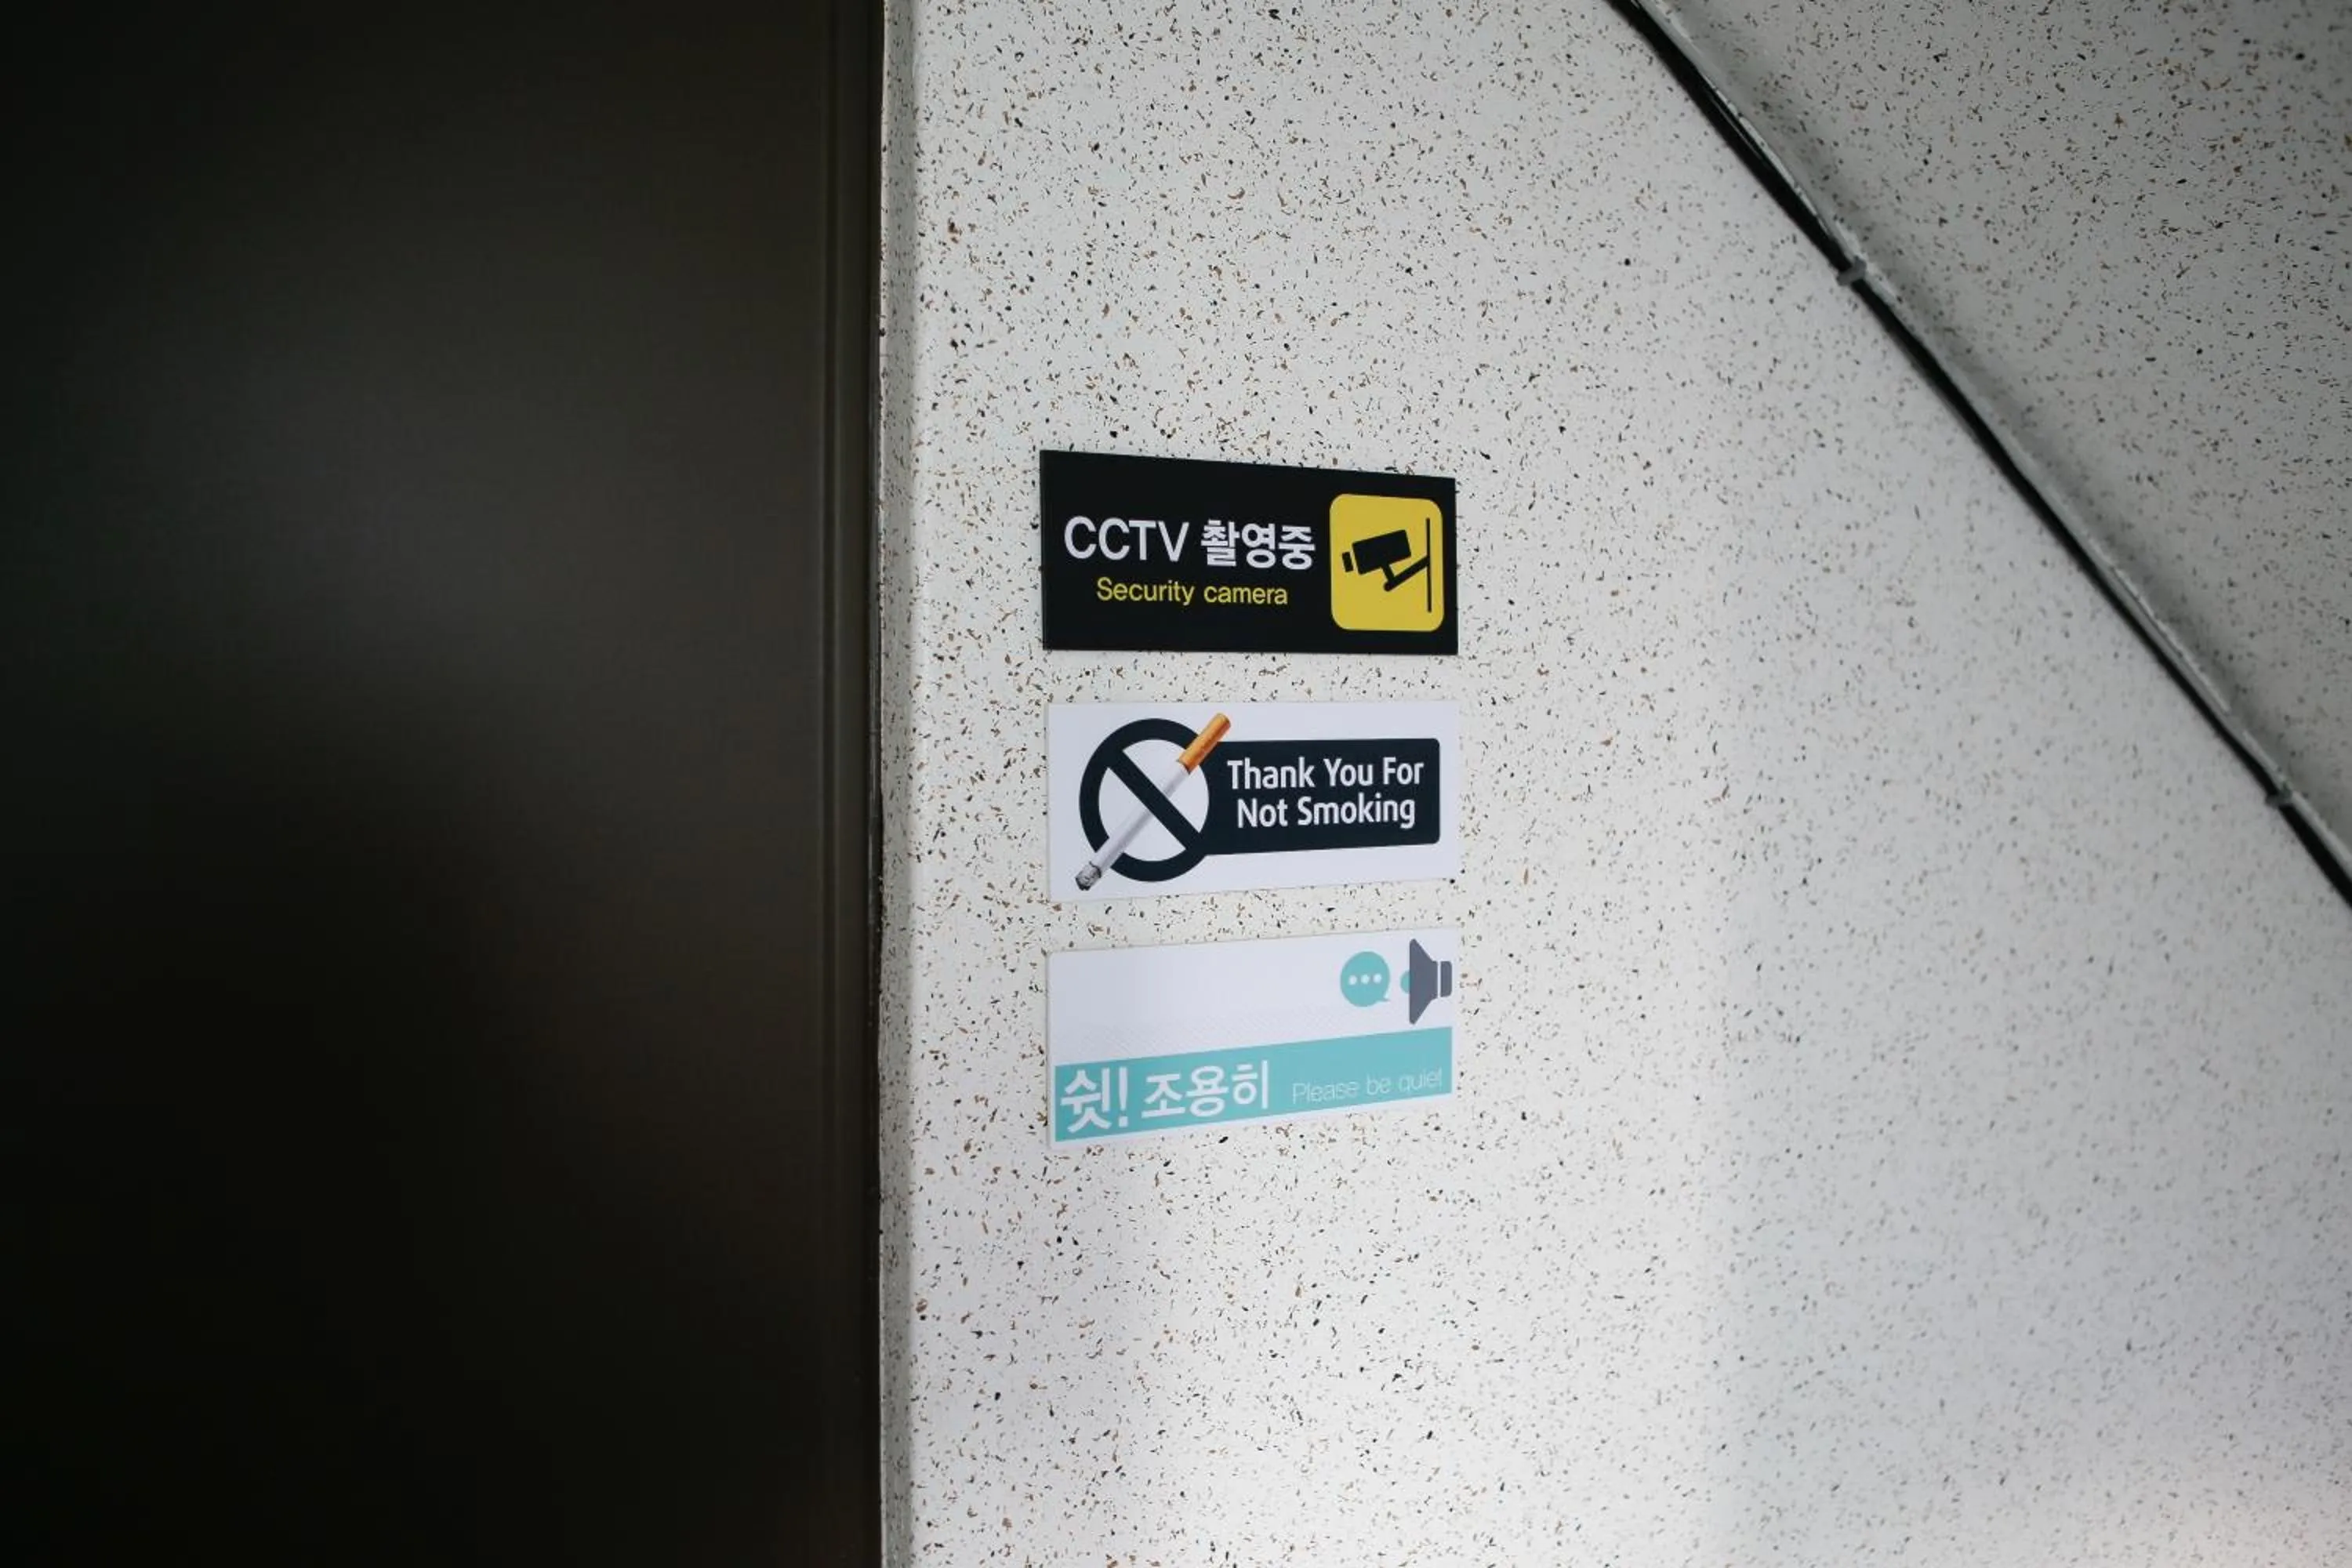 CCTV 촬영중
Security camera
Thank You For
Not Smoking
쉿! 조용히 Please be quiet